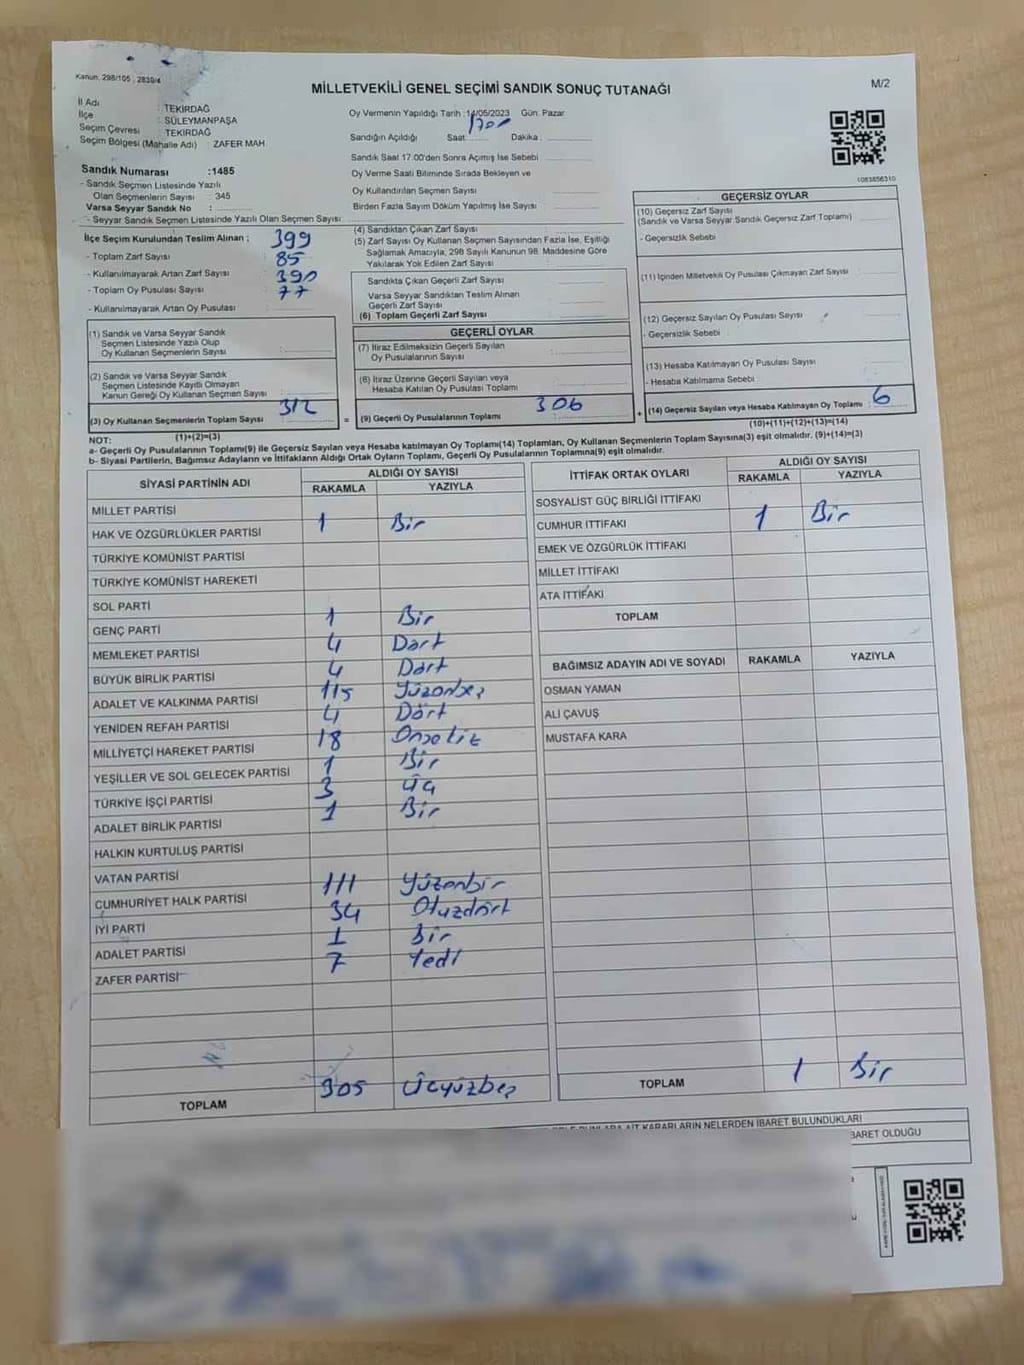 Kanun: 298/105 , 2839/4
MİLLETVEKİLİ GENEL SEÇİMİ SANDIK SONUÇ TUTANAĞI
M/2
İl Adı : TEKİRDAĞ
İlçe : SÜLEYMANPAŞA
Seçim Çevresi : TEKİRDAĞ
Seçim Bölgesi (Mahalle Adı) : ZAFER MAH
Sandık Numarası :1485
- Sandık Seçmen Listesinde Yazılı
Olan Seçmenlerin Sayısı : 345
Varsa Seyyar Sandık No :
- Seyyar Sandık Seçmen Listesinde Yazılı Olan Seçmen Sayısı:
Oy Vermenin Yapıldığı Tarih :14/05/2023 Gün: Pazar
Sandığın Açıldığı Saat: 1700 Dakika:
Sandık Saat 17.00'den Sonra Açımış İse Sebebi
Oy Verme Saati Biliminde Sırada Bekleyen ve
Oy Kullandırılan Seçmen Sayısı
Birden Fazla Sayım Döküm Yapılmış İse Sayısı :
1083856310
İlçe Seçim Kurulundan Teslim Alınan : 399
- Toplam Zarf Sayısı : 85
- Kullanılmayarak Artan Zarf Sayısı : 390
- Toplam Oy Pusulası Sayısı : 77
- Kullanılmayarak Artan Oy Pusulası :
(4) Sandıktan Çıkan Zarf Sayısı
(5) Zarf Sayısı Oy Kullanan Seçmen Sayısından Fazla İse, Eşitliği
Sağlamak Amacıyla, 298 Sayılı Kanunun 98. Maddesine Göre
Yakılarak Yok Edilen Zarf Sayısı :
Sandıkta Çıkan Geçerli Zarf Sayısı
Varsa Seyyar Sandıktan Teslim Alınan
Geçerli Zarf Sayısı
(6) Toplam Geçerli Zarf Sayısı
GEÇERSİZ OYLAR
(10) Geçersiz Zarf Sayısı
(Sandık ve Varsa Seyyar Sandık Geçersiz Zarf Toplamı)
- Geçersizlik Sebebi
(11) İçinden Milletvekili Oy Pusulası Çıkmayan Zarf Sayısı
(12) Geçersiz Sayılan Oy Pusulası Sayısı
- Geçersizlik Sebebi
(13) Hesaba Katılmayan Oy Pusulası Sayısı
- Hesaba Katılmama Sebebi
(14) Geçersiz Sayılan veya Hesaba Katılmayan Oy Toplamı : 6
(10)+(11)+(12)+(13)=(14)
(1) Sandık ve Varsa Seyyar Sandık
Seçmen Listesinde Yazılı Olup
Oy Kullanan Seçmenlerin Sayısı
(2) Sandık ve Varsa Seyyar Sandık
Seçmen Listesinde Kayıtlı Olmayan
Kanun Gereği Oy Kullanan Seçmen Sayısı
(3) Oy Kullanan Seçmenlerin Toplam Sayısı 312
(1)+(2)=(3)
=
GEÇERLİ OYLAR
(7) İtiraz Edilmeksizin Geçerli Sayılan
Oy Pusulalarının Sayısı
(8) İtiraz Üzerine Geçerli Sayılan veya
Hesaba Katılan Oy Pusulası Toplamı
(9) Geçerli Oy Pusulalarının Toplamı 306
+
NOT:
a- Geçerli Oy Pusulalarının Toplamı(9) ile Geçersiz Sayılan veya Hesaba katılmayan Oy Toplamı(14) Toplamları, Oy Kullanan Seçmenlerin Toplam Sayısına(3) eşit olmalıdır. (9)+(14)=(3)
b- Siyasi Partilerin, Bağımsız Adayların ve İttifakların Aldığı Ortak Oyların Toplamı, Geçerli Oy Pusulalarının Toplamına(9) eşit olmalıdır.
SİYASİ PARTİNİN ADI
ALDIĞI OY SAYISI
RAKAMLA YAZIYLA
MİLLET PARTİSİ
HAK VE ÖZGÜRLÜKLER PARTİSİ 1 Bir
TÜRKİYE KOMÜNİST PARTİSİ
TÜRKİYE KOMÜNİST HAREKETİ
SOL PARTİ
GENÇ PARTİ 1 Bir
MEMLEKET PARTİSİ 4 Dört
BÜYÜK BİRLİK PARTİSİ 4 Dört
ADALET VE KALKINMA PARTİSİ 115 Yüzonbeş
YENİDEN REFAH PARTİSİ 4 Dört
MİLLİYETÇİ HAREKET PARTİSİ 18 Onsekiz
YEŞİLLER VE SOL GELECEK PARTİSİ 1 Bir
TÜRKİYE İŞÇİ PARTİSİ 3 Üç
ADALET BİRLİK PARTİSİ 1 Bir
HALKIN KURTULUŞ PARTİSİ
VATAN PARTİSİ
CUMHURİYET HALK PARTİSİ 111 Yüzonbir
İYİ PARTİ 34 Otuzdört
ADALET PARTİSİ 1 Bir
ZAFER PARTİSİ 7 Yedi
TOPLAM 305 Üçyüzbeş
İTTİFAK ORTAK OYLARI
ALDIĞI OY SAYISI
RAKAMLA YAZIYLA
SOSYALİST GÜÇ BİRLİĞİ İTTİFAKI
CUMHUR İTTİFAKI 1 Bir
EMEK VE ÖZGÜRLÜK İTTİFAKI
MİLLET İTTİFAKI
ATA İTTİFAKI
TOPLAM
BAĞIMSIZ ADAYIN ADI VE SOYADI RAKAMLA YAZIYLA
OSMAN YAMAN
ALİ ÇAVUŞ
MUSTAFA KARA
TOPLAM 1 Bir
KARARLARIN NELERDEN İBARET BULUNDUKLARI
BARET OLDUĞU